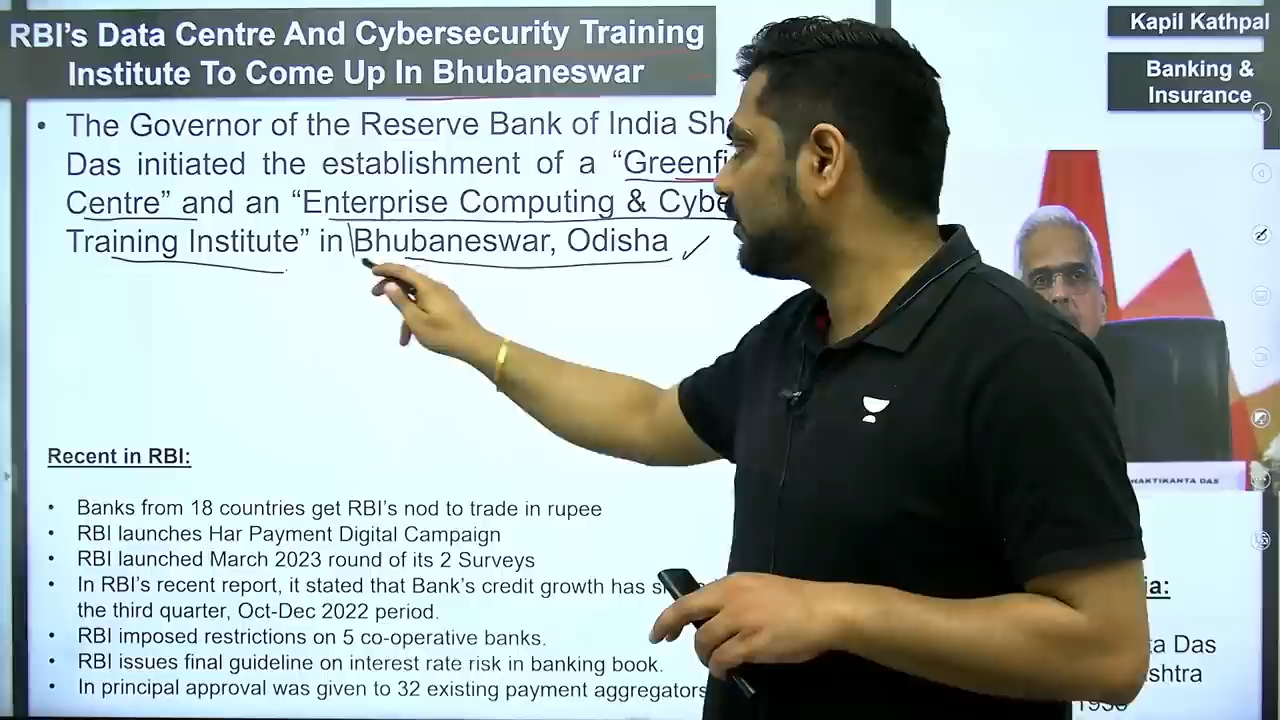 RBI's Data Centre And Cybersecurity Training
Institute To Come Up In Bhubaneswar
Kapil Kathpal
Banking &
Insurance
• The Governor of the Reserve Bank of India
Das initiated the establishment of a
Centre” and an “Enterprise Computing &
Training Institute” in Bhubaneswar, Odisha
HAKTIKANTA DAS
Recent in RBI:
• Banks from 18 countries get RBI's nod to trade in rupee
• RBI launches Har Payment Digital Campaign
• RBI launched March 2023 round of its 2 Surveys
• In RBI's recent report, it stated that Bank's credit growth has
the third quarter, Oct-Dec 2022 period.
• RBI imposed restrictions on 5 co-operative banks.
• RBI issues final guideline on interest rate risk in banking book.
• In principal approval was given to 32 existing payment aggregators
Das